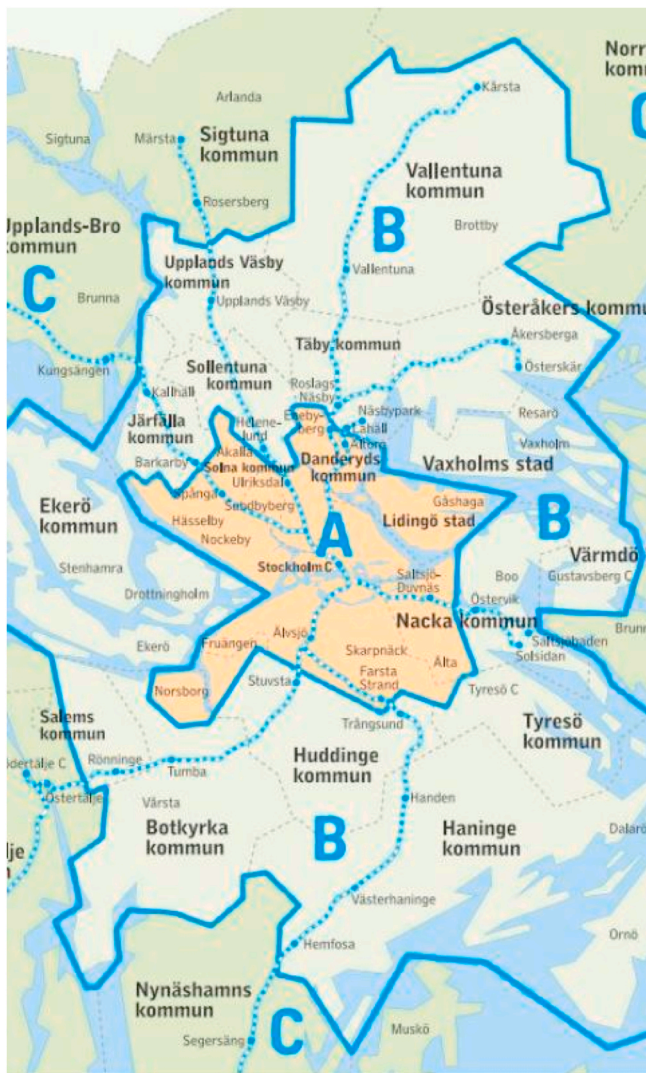 Norr
kommu
Kårsta
Arlanda
Sigtuna
Märsta
Sigtuna
kommun
C
Vallentuna
kommun
Rosersberg
Upplands-Bro
kommun
B
Brottby
Upplands Väsby
kommun
Vallentuna
C
Brunna
Upplands Väsby
Österåkers kommu
Åkersberga
Täby kommun
Sollentuna
kommun
Kungsängen
Österskär
Roslags
Näsby
Kallhäll
Näsbypark
Resarö
Järfälla
kommun
Helene-
lund
Eneby-
berg
Lahäll
Altorp
Vaxholm
Akalla
Barkarby
Solna kommun
Danderyds
kommun
Vaxholms stad
Ulriksdal
Spånga
Sundbyberg
Gåshaga
Ekerö
kommun
B
Hässelby
Lidingö stad
Nockeby
A
Värmdö
Stenhamra
Stockholm C
Saltsjö-
Duvnäs
Boo
Gustavsberg C
Drottningholm
Östervik
Nacka kommun
Brunn
Ekerö
Fruängen
Älvsjö
Saltsjöbaden
Solsidan
Skarpnäck
Älta
Farsta
Strand
Norsborg
Stuvsta
Tyresö C
Salems
kommun
Trångsund
Tyresö
kommun
Huddinge
kommun
Rönninge
Tumba
ödertälje C
Östertälje
Vårsta
Handen
Botkyrka
kommun
B
Haninge
kommun
Dalarö
lje
n
Västerhaninge
Ornö
Hemfosa
Nynäshamns
kommun
C
Muskö
Segersäng